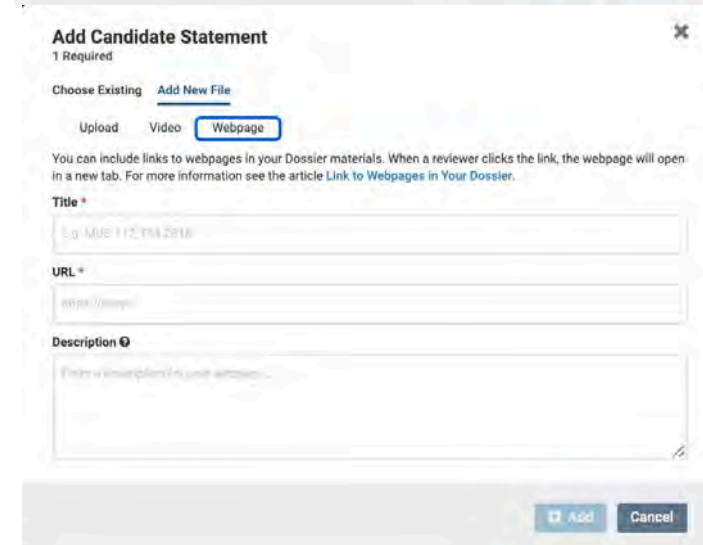 Add Candidate Statement
1 Required
Choose Existing Add New File
Upload Video Webpage
You can include links to webpages in your Dossier materials. When a reviewer clicks the link, the webpage will open
in a new tab. For more information see the article Link to Webpages in Your Dossier.
Title *
URL *
Description
Add Cancel